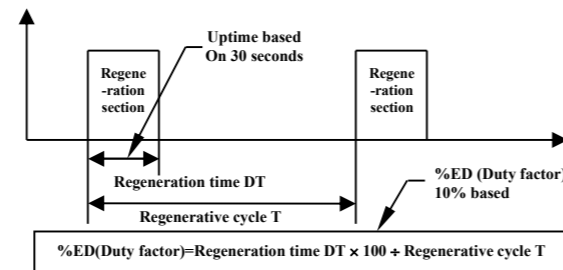 Uptime based
On 30 seconds
Regene
-ration
section
Regene
-ration
section
Regeneration time DT
%ED (Duty factor)
10% based
Regenerative cycle T
%ED(Duty factor)=Regeneration time DT × 100 ÷ Regenerative cycle T